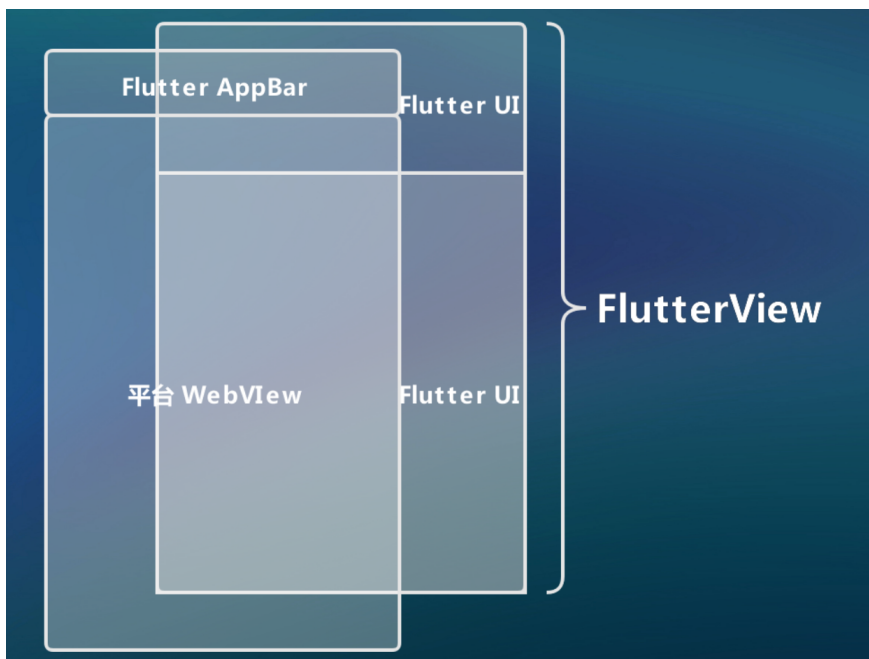 Flutter AppBar
Flutter UI
FlutterView
平台 WebVIew
Flutter UI